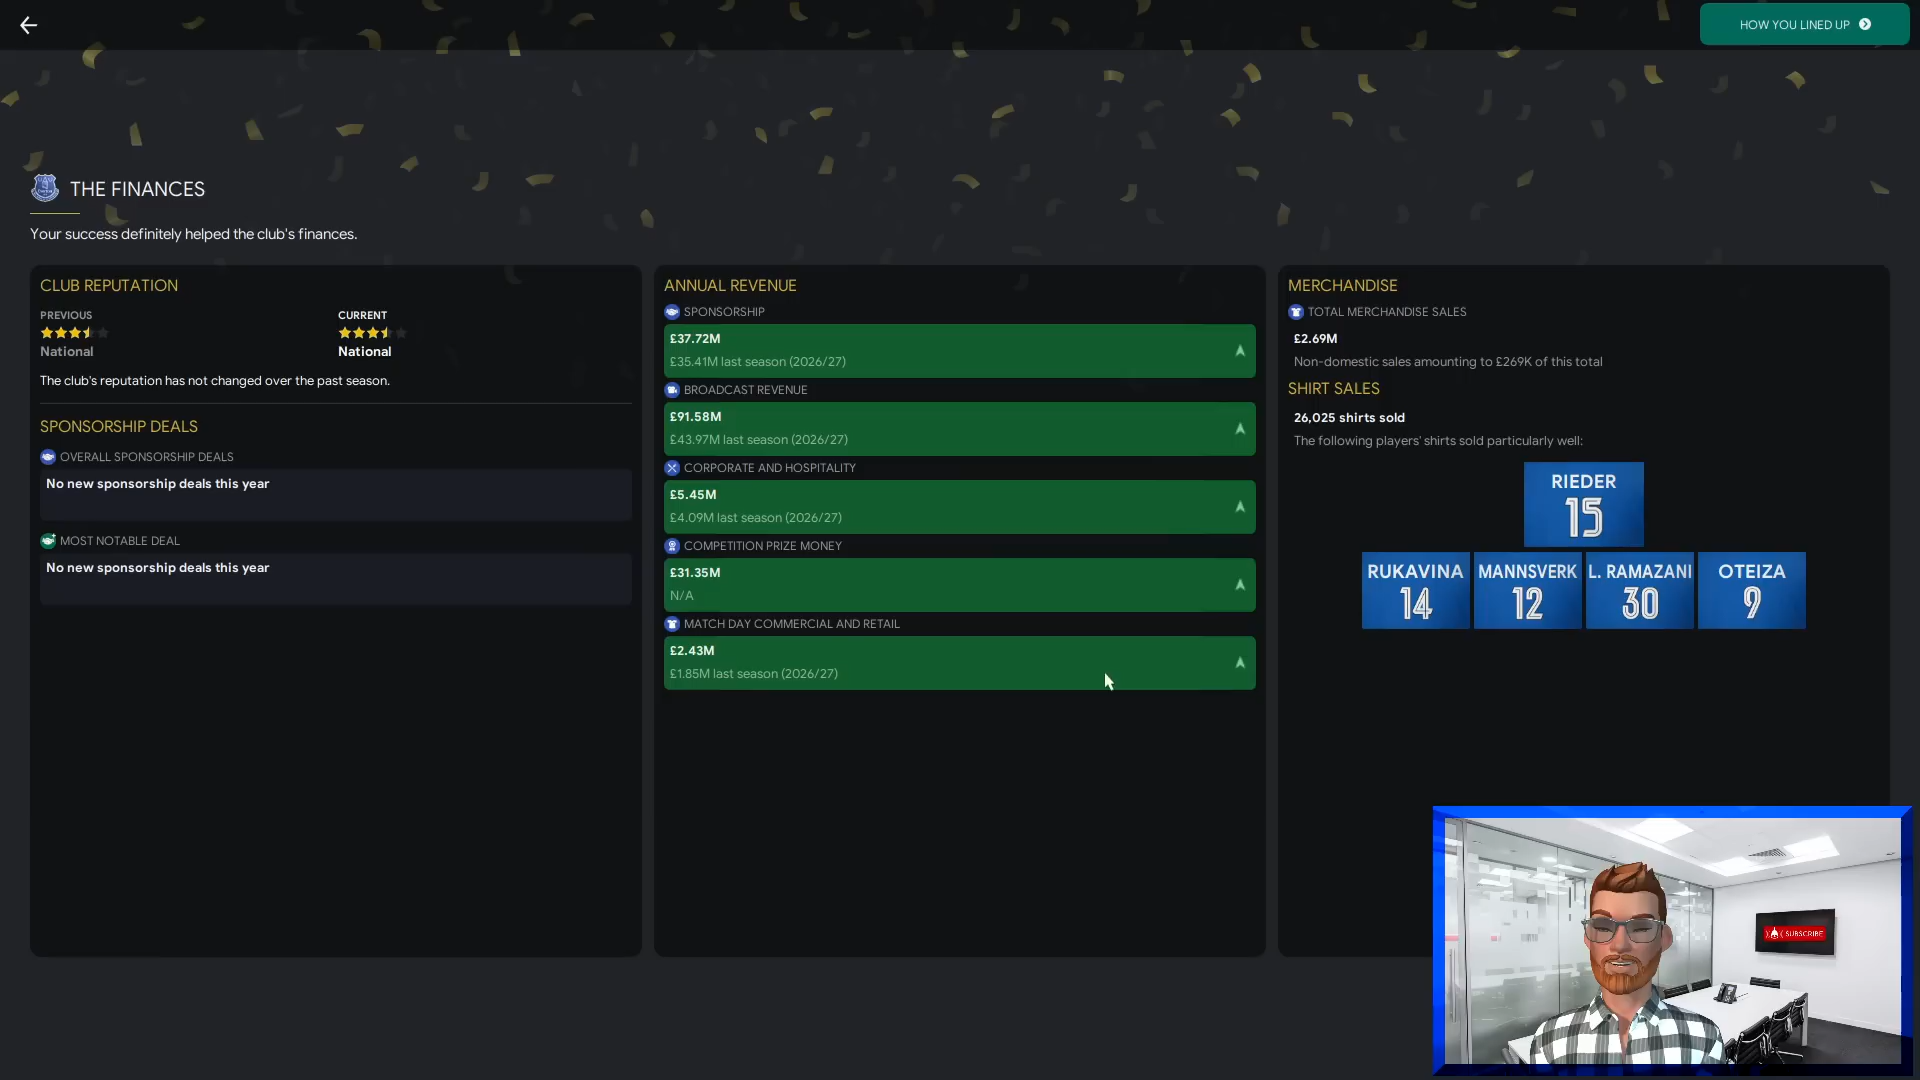 HOW YOU LINED UP
THE FINANCES
Your success definitely helped the club's finances.
CLUB REPUTATION
PREVIOUS
CURRENT
National
National
The club's reputation has not changed over the past season.
SPONSORSHIP DEALS
OVERALL SPONSORSHIP DEALS
No new sponsorship deals this year
MOST NOTABLE DEAL
No new sponsorship deals this year
ANNUAL REVENUE
SPONSORSHIP
£37.72M
£35.41M last season (2026/27)
BROADCAST REVENUE
£91.58M
£43.97M last season (2026/27)
CORPORATE AND HOSPITALITY
£5.45M
£4.09M last season (2026/27)
COMPETITION PRIZE MONEY
£31.35M
N/A
MATCH DAY COMMERCIAL AND RETAIL
£2.43M
£1.85M last season (2026/27)
MERCHANDISE
TOTAL MERCHANDISE SALES
£2.69M
Non-domestic sales amounting to £269K of this total
SHIRT SALES
26,025 shirts sold
The following players' shirts sold particularly well:
RIEDER
15
RUKAVINA
14
MANNSVERK
12
L. RAMAZANI
30
OTEIZA
9
SUBSCRIBE